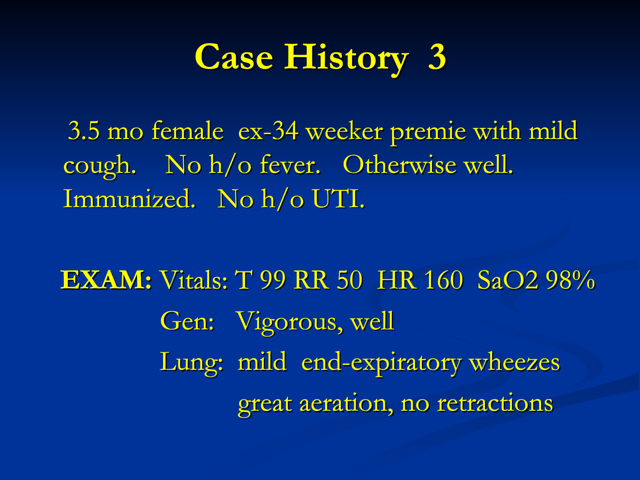 Case History 3
3.5 mo female ex-34 weeker premie with mild
cough. No h/o fever. Otherwise well.
Immunized. No h/o UTI.
EXAM: Vitals: T 99 RR 50 HR 160 SaO2 98%
Gen: Vigorous, well
Lung: mild end-expiratory wheezes
great aeration, no retractions